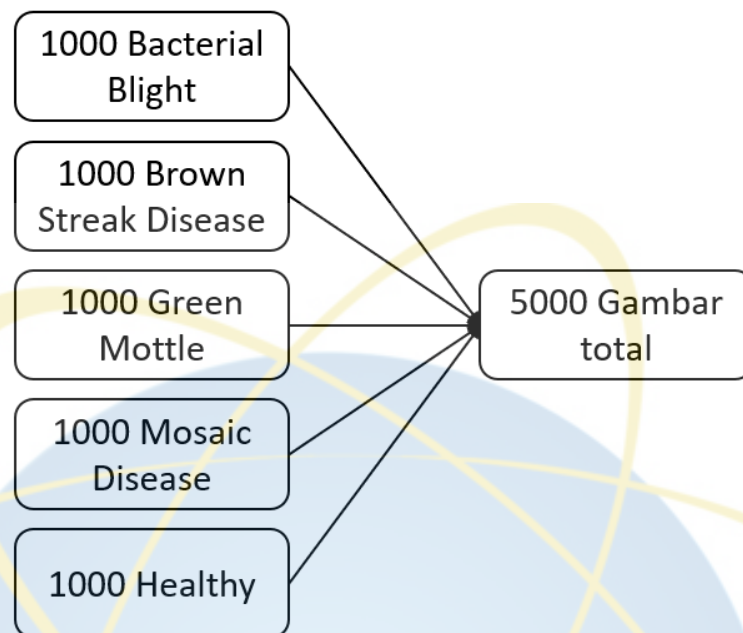 1000 Bacterial
Blight
1000 Brown
Streak Disease
1000 Green
Mottle
1000 Mosaic
Disease
1000 Healthy
5000 Gambar
total